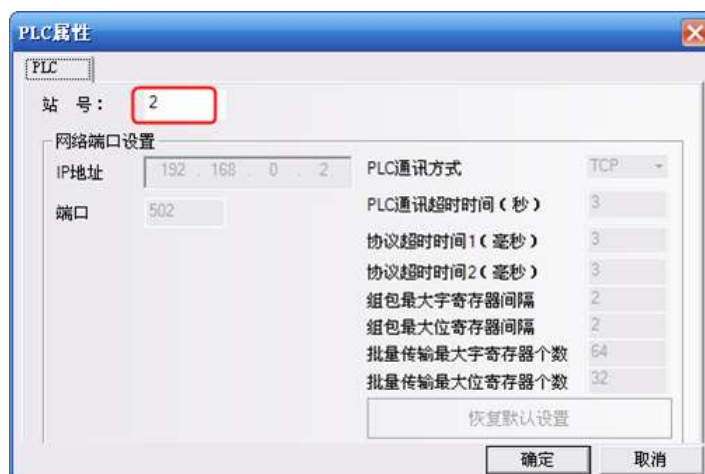 PLC属性
PLC
站 号: 2
网络端口设置
IP地址 192 . 168 . 0 . 2
端口 502
PLC通讯方式 TCP
PLC通讯超时时间(秒) 3
协议超时时间1(毫秒) 3
协议超时时间2(毫秒) 3
组包最大字寄存器间隔 2
组包最大位寄存器间隔 2
批量传输最大字寄存器个数 64
批量传输最大位寄存器个数 32
恢复默认设置
确定 取消